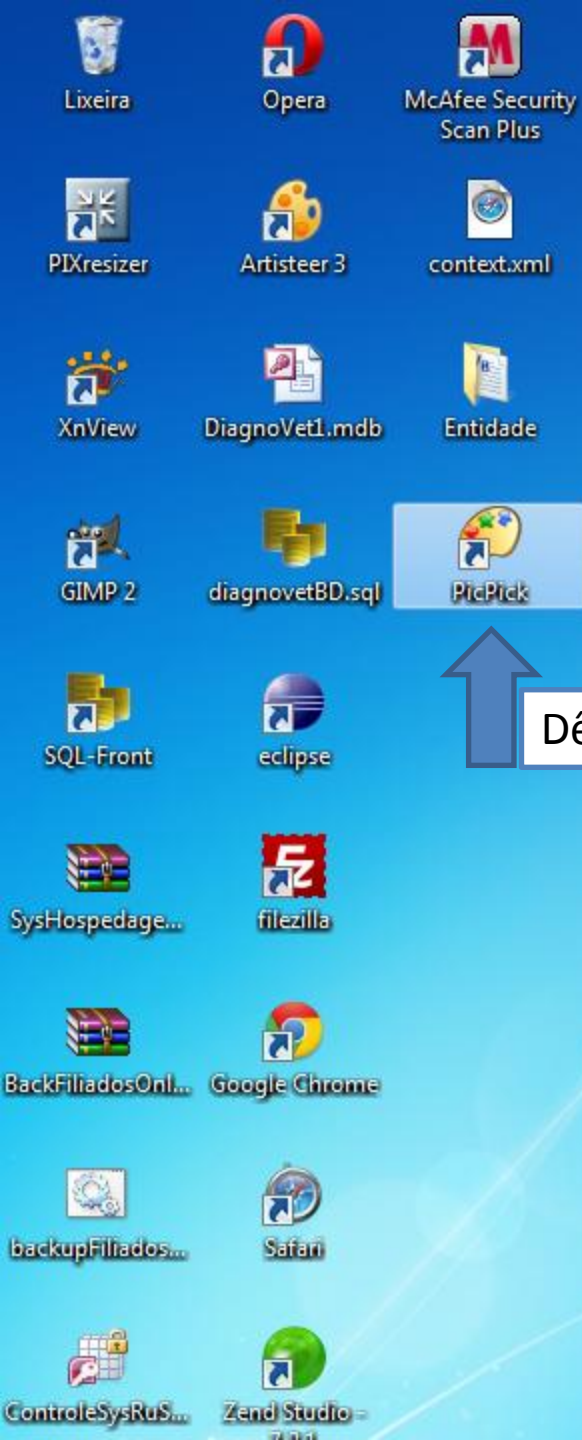 Lixeira
Opera
McAfee Security
Scan Plus
PIXresizer
Artisteer 3
context.xml
XnView
DiagnoVet1.mdb
Entidade
GIMP 2
diagnovetBD.sql
PicPick
Dê
SQL-Front
eclipse
SysHospedage...
filezilla
BackFiliadosOnl...
Google Chrome
backupFiliados...
Safari
ControleSysRuS...
Zend Studio -